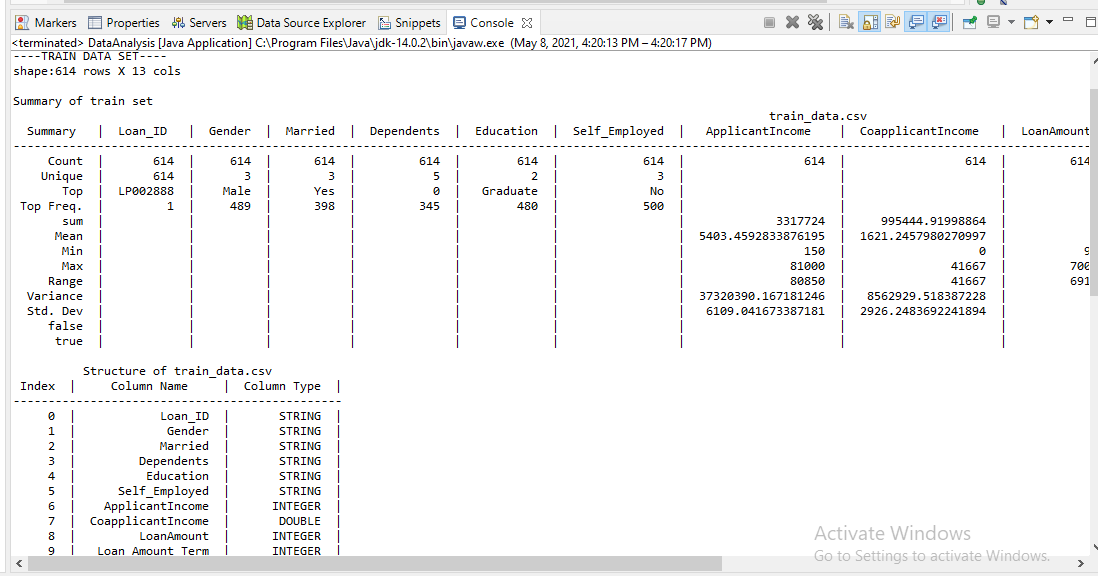 Markers Properties Servers Data Source Explorer Snippets Console
<terminated> DataAnalysis [Java Application] C:\Program Files\Java\jdk-14.0.2\bin\javaw.exe (May 8, 2021, 4:20:13 PM – 4:20:17 PM)
----TRAIN DATA SET----
shape:614 rows X 13 cols
Summary of train set
train_data.csv
Summary | Loan_ID | Gender | Married | Dependents | Education | Self_Employed | ApplicantIncome | CoapplicantIncome | LoanAmount
Count | 614 | 614 | 614 | 614 | 614 | 614 | 614 | 614 | 614
Unique | 614 | 3 | 3 | 5 | 2 | 3 | | |
Top | LP002888 | Male | Yes | 0 | Graduate | No | | |
Top Freq. | 1 | 489 | 398 | 345 | 480 | 500 | | |
sum | | | | | | | 3317724 | 995444.91998864 |
Mean | | | | | | | 5403.4592833876195 | 1621.2457980270997 |
Min | | | | | | | 150 | 0 | 9
Max | | | | | | | 81000 | 41667 | 700
Range | | | | | | | 80850 | 41667 | 691
Variance | | | | | | | 37320390.167181246 | 8562929.518387228 |
Std. Dev | | | | | | | 6109.041673387181 | 2926.2483692241894 |
false | | | | | | | | |
true | | | | | | | | |
Structure of train_data.csv
Index | Column Name | Column Type |
0 | Loan_ID | STRING |
1 | Gender | STRING |
2 | Married | STRING |
3 | Dependents | STRING |
4 | Education | STRING |
5 | Self_Employed | STRING |
6 | ApplicantIncome | INTEGER |
7 | CoapplicantIncome | DOUBLE |
8 | LoanAmount | INTEGER |
9 | Loan_Amount_Term | INTEGER |
Activate Windows
Go to Settings to activate Windows.